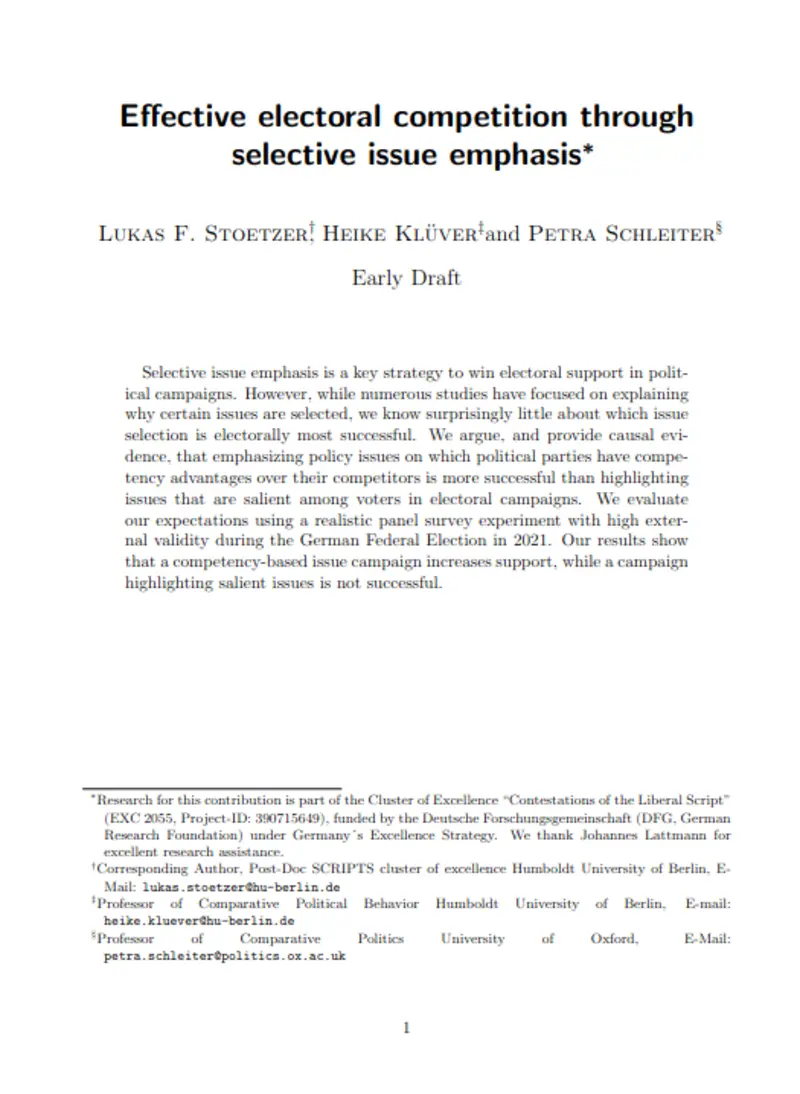 Effective electoral competition through
selective issue emphasis*
Lukas F. Stoetzer†, Heike Klüver‡and Petra Schleiter§
Early Draft
Selective issue emphasis is a key strategy to win electoral support in polit-
ical campaigns. However, while numerous studies have focused on explaining
why certain issues are selected, we know surprisingly little about which issue
selection is electorally most successful. We argue, and provide causal evi-
dence, that emphasizing policy issues on which political parties have compe-
tency advantages over their competitors is more successful than highlighting
issues that are salient among voters in electoral campaigns. We evaluate
our expectations using a realistic panel survey experiment with high exter-
nal validity during the German Federal Election in 2021. Our results show
that a competency-based issue campaign increases support, while a campaign
highlighting salient issues is not successful.
*Research for this contribution is part of the Cluster of Excellence “Contestations of the Liberal Script”
(EXC 2055, Project-ID: 390715649), funded by the Deutsche Forschungsgemeinschaft (DFG, German
Research Foundation) under Germany´s Excellence Strategy. We thank Johannes Lattmann for
excellent research assistance.
†Corresponding Author, Post-Doc SCRIPTS cluster of excellence Humboldt University of Berlin, E-
Mail: lukas.stoetzer@hu-berlin.de
‡Professor of Comparative Political Behavior Humboldt University of Berlin, E-mail:
heike.kluever@hu-berlin.de
§Professor of Comparative Politics University of Oxford, E-Mail:
petra.schleiter@politics.ox.ac.uk
1